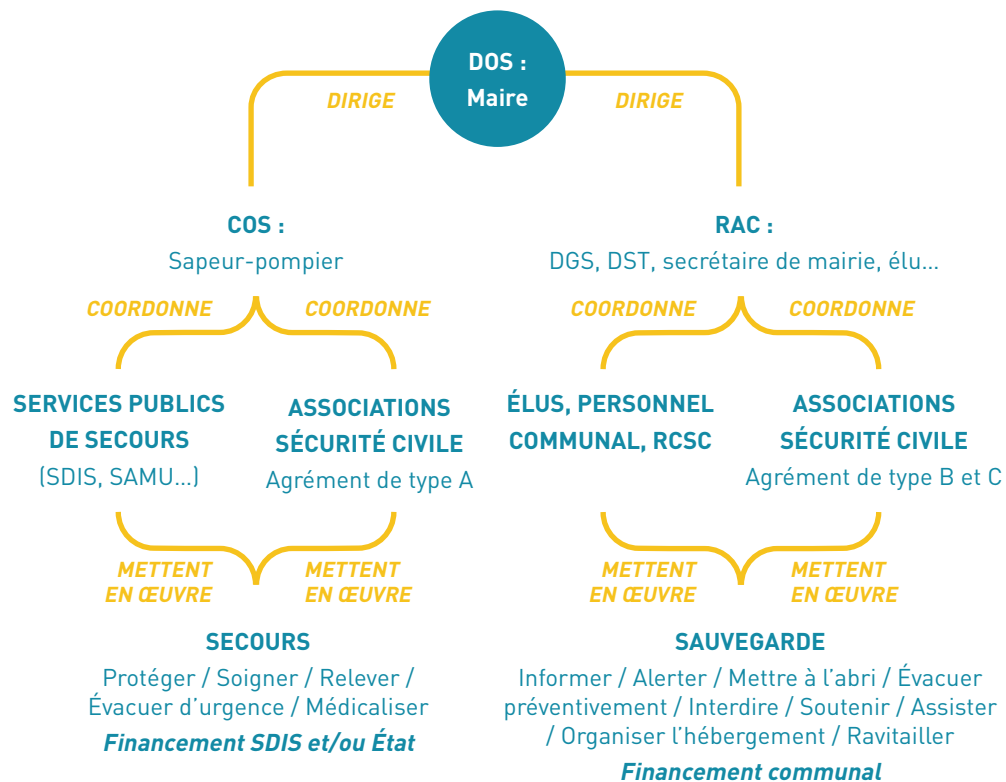 DOS :
Maire
DIRIGE
DIRIGE
COS :
Sapeur-pompier
RAC :
DGS, DST, secrétaire de mairie, élu...
COORDONNE
COORDONNE
COORDONNE
COORDONNE
SERVICES PUBLICS
DE SECOURS
(SDIS, SAMU...)
ASSOCIATIONS
SÉCURITÉ CIVILE
Agrément de type A
ÉLUS, PERSONNEL
COMMUNAL, RCSC
ASSOCIATIONS
SÉCURITÉ CIVILE
Agrément de type B et C
METTENT
EN ŒUVRE
METTENT
EN ŒUVRE
METTENT
EN ŒUVRE
METTENT
EN ŒUVRE
SECOURS
Protéger / Soigner / Relever /
Évacuer d’urgence / Médicaliser
Financement SDIS et/ou État
SAUVEGARDE
Informer / Alerter / Mettre à l’abri / Évacuer
préventivement / Interdire / Soutenir / Assister
/ Organiser l’hébergement / Ravitailler
Financement communal